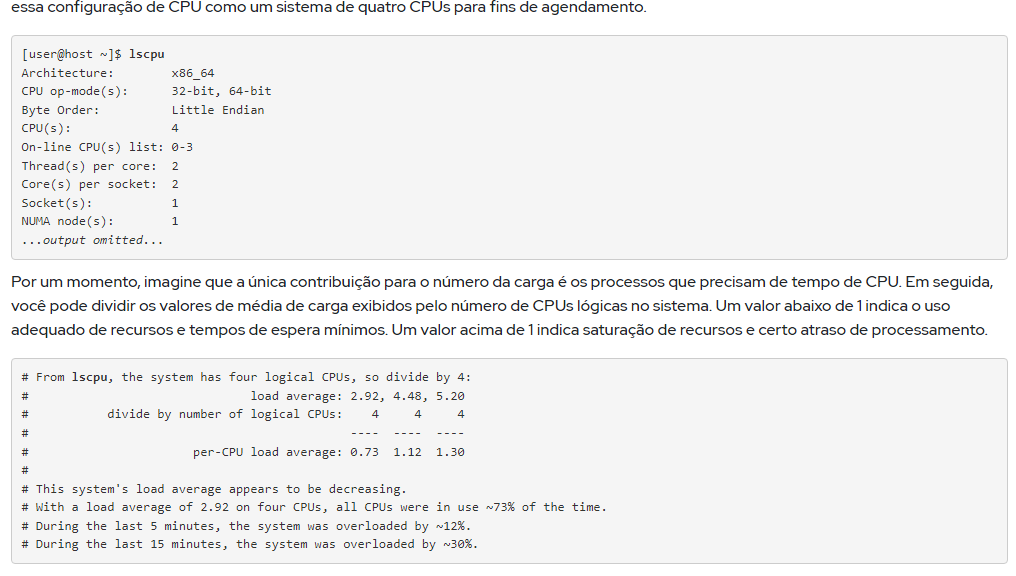 essa configuração de CPU como um sistema de quatro CPUs para fins de agendamento.
[user@host ~]$ lscpu
Architecture:        x86_64
CPU op-mode(s):      32-bit, 64-bit
Byte Order:          Little Endian
CPU(s):              4
On-line CPU(s) list: 0-3
Thread(s) per core:  2
Core(s) per socket:  2
Socket(s):           1
NUMA node(s):        1
...output omitted...
Por um momento, imagine que a única contribuição para o número da carga é os processos que precisam de tempo de CPU. Em seguida,
você pode dividir os valores de média de carga exibidos pelo número de CPUs lógicas no sistema. Um valor abaixo de 1 indica o uso
adequado de recursos e tempos de espera mínimos. Um valor acima de 1 indica saturação de recursos e certo atraso de processamento.
# From lscpu, the system has four logical CPUs, so divide by 4:
#                               load average: 2.92, 4.48, 5.20
#           divide by number of logical CPUs:    4     4     4
#                                             ----  ----  ----
#                       per-CPU load average: 0.73  1.12  1.30
#
# This system's load average appears to be decreasing.
# With a load average of 2.92 on four CPUs, all CPUs were in use ~73% of the time.
# During the last 5 minutes, the system was overloaded by ~12%.
# During the last 15 minutes, the system was overloaded by ~30%.